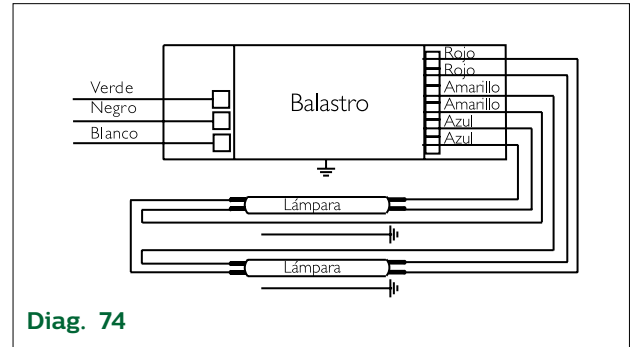 Rojo
Rojo
Verde
Amarillo
Negro
Balastro
Amarillo
Azul
Blanco
Azul
Lámpara
Lámpara
Diag. 74